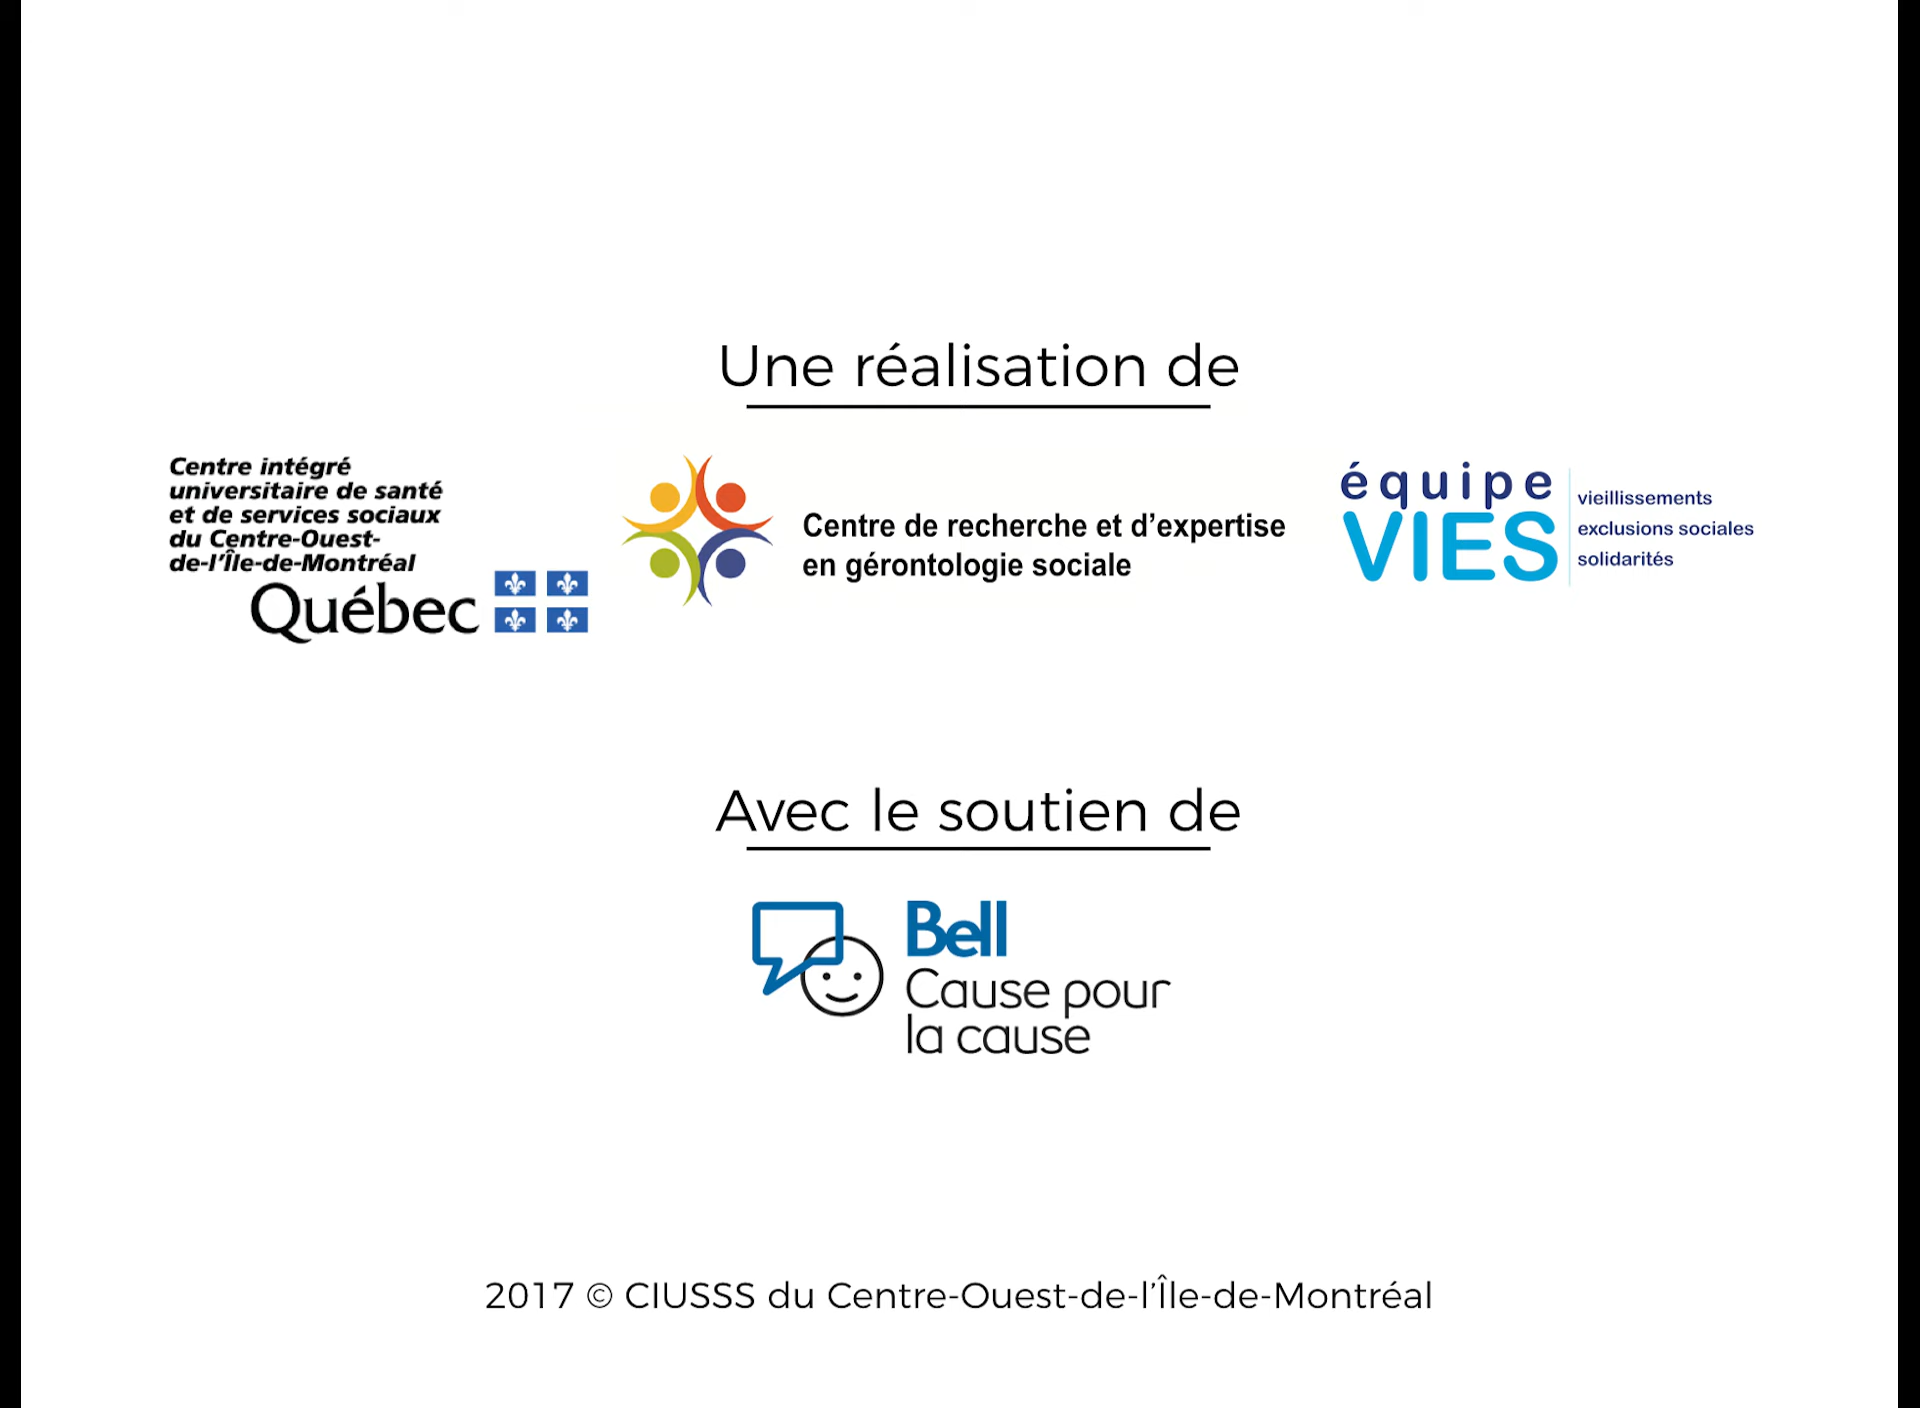 Une réalisation de
Centre intégré
universitaire de santé
et de services sociaux
du Centre-Ouest-
de-l'Île-de-Montréal
Québec
Centre de recherche et d'expertise
en gérontologie sociale
équipe
VIES
vieillissements
exclusions sociales
solidarités
Avec le soutien de
Bell
Cause pour
la cause
2017 © CIUSSS du Centre-Ouest-de-l'Île-de-Montréal